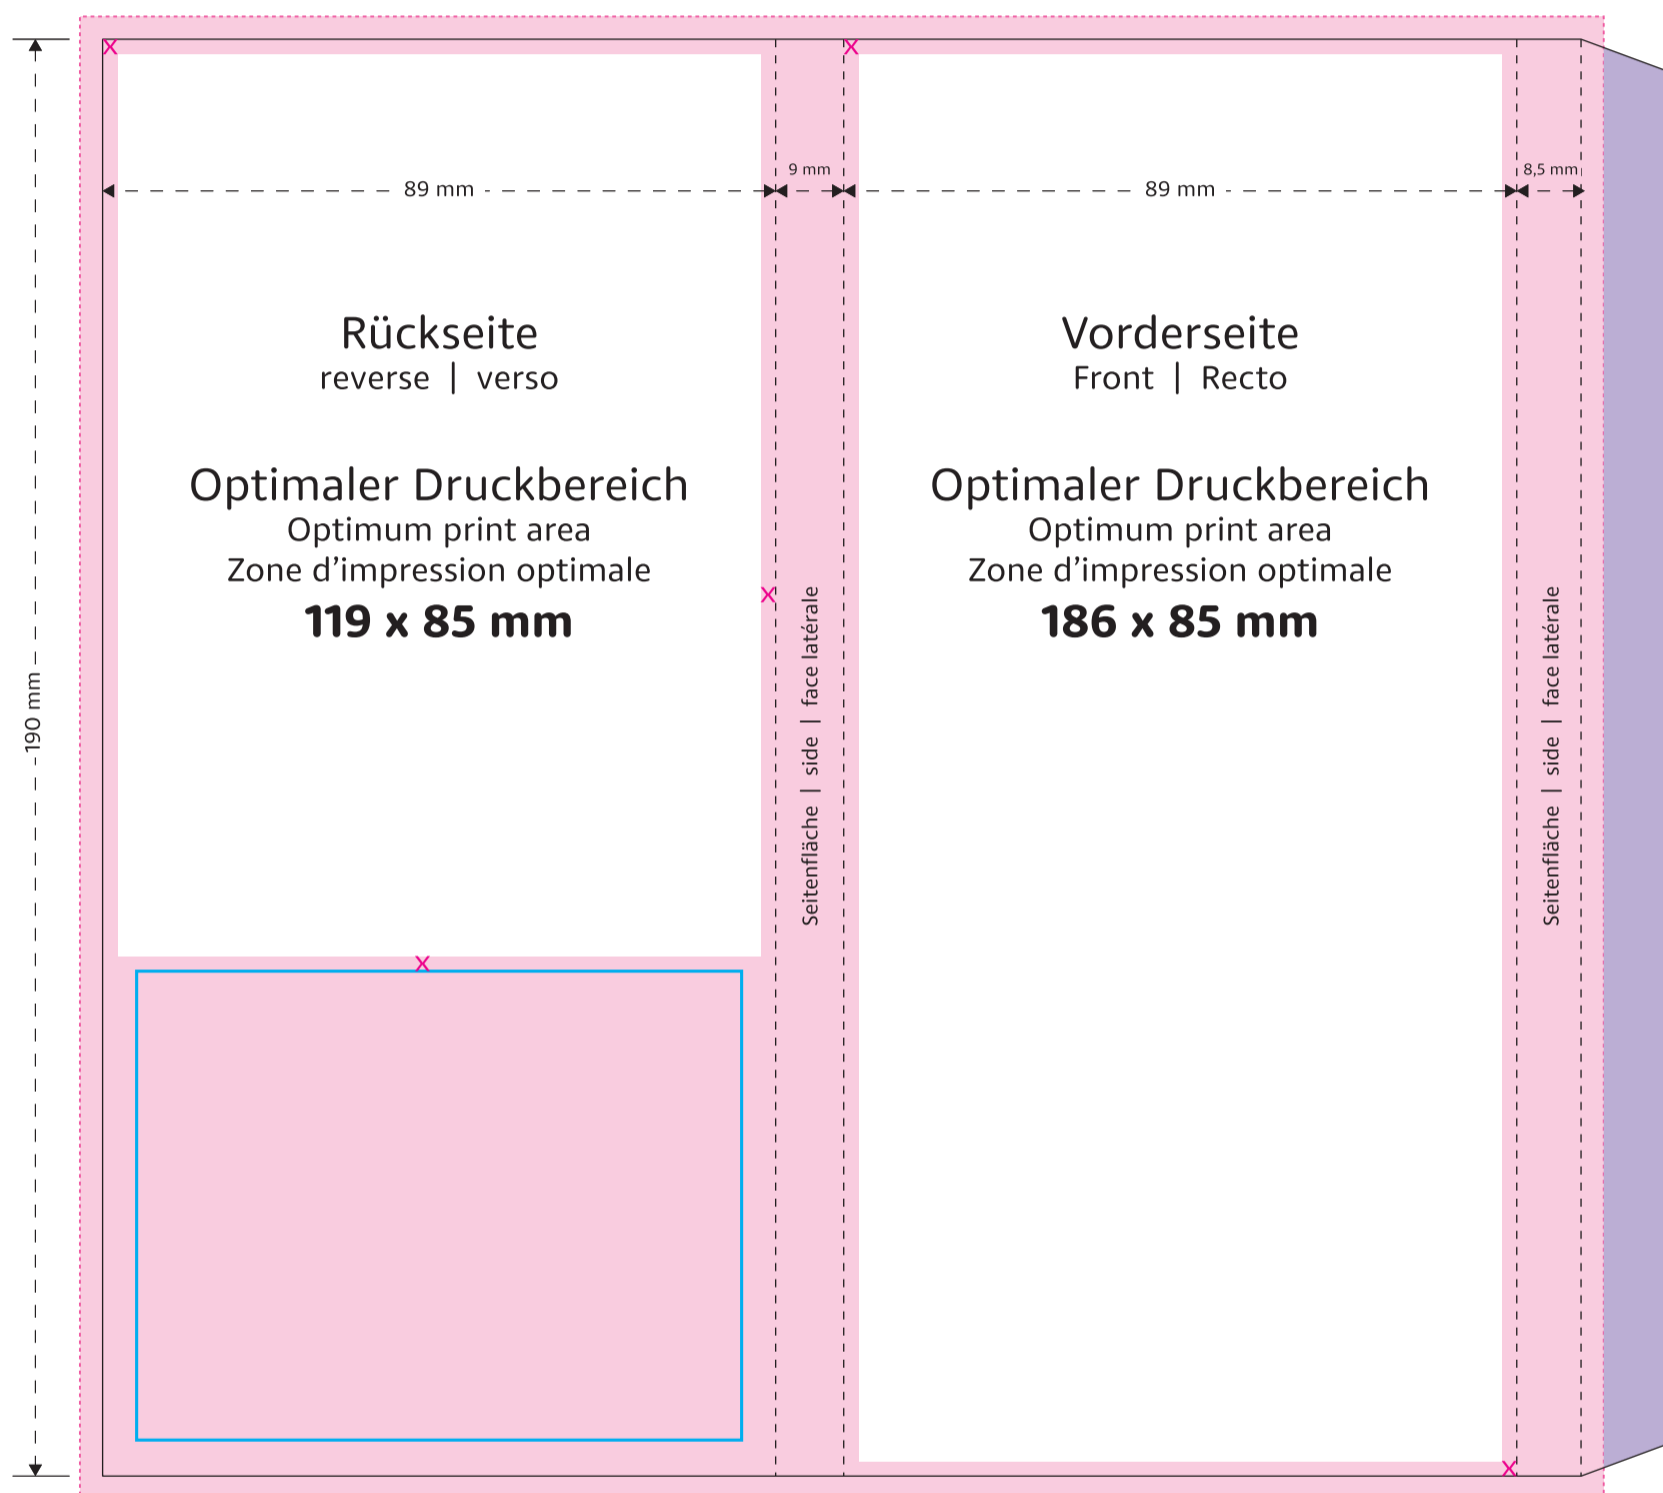 89 mm
9 mm
89 mm
8,5 mm
190 mm
Rückseite
reverse | verso
Optimaler Druckbereich
Optimum print area
Zone d’impression optimale
119 x 85 mm
Seitenfläche | side | face latérale
Vorderseite
Front | Recto
Optimaler Druckbereich
Optimum print area
Zone d’impression optimale
186 x 85 mm
Seitenfläche | side | face latérale